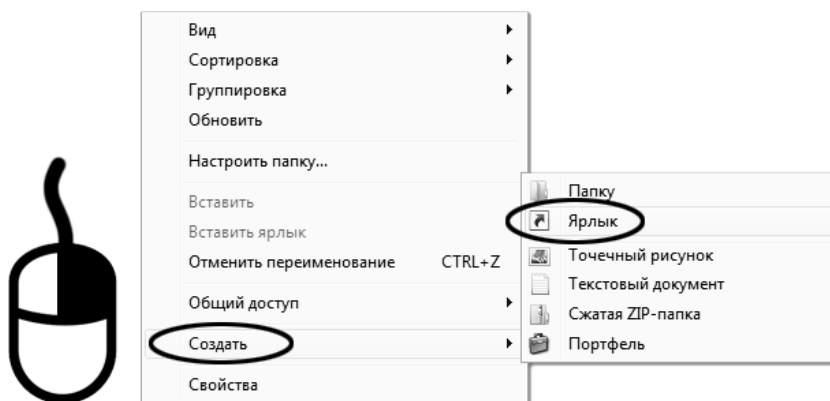 Вид
Сортировка
Группировка
Обновить
Настроить папку...
Вставить
Вставить ярлык
Отменить переименование CTRL+Z
Общий доступ
Создать
Свойства
Папку
Ярлык
Точечный рисунок
Текстовый документ
Сжатая ZIP-папка
Портфель